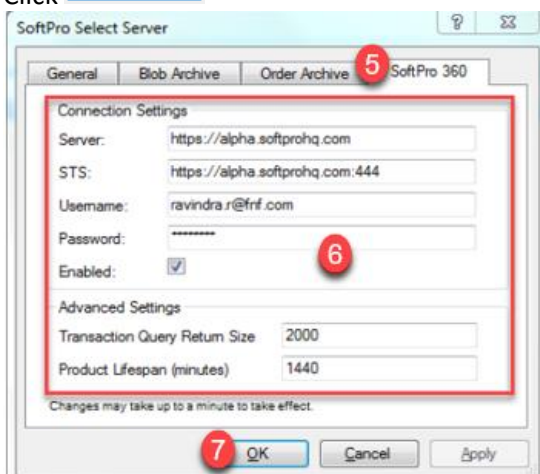 Click
SoftPro Select Server
General Blob Archive Order Archive 5 SoftPro 360
Connection Settings
Server: https://alpha.softprohq.com
STS: https://alpha.softprohq.com:444
Username: ravindra.r@fnf.com
Password: ********
Enabled:
6
Advanced Settings
Transaction Query Return Size 2000
Product Lifespan (minutes) 1440
Changes may take up to a minute to take effect.
7 OK Cancel Apply